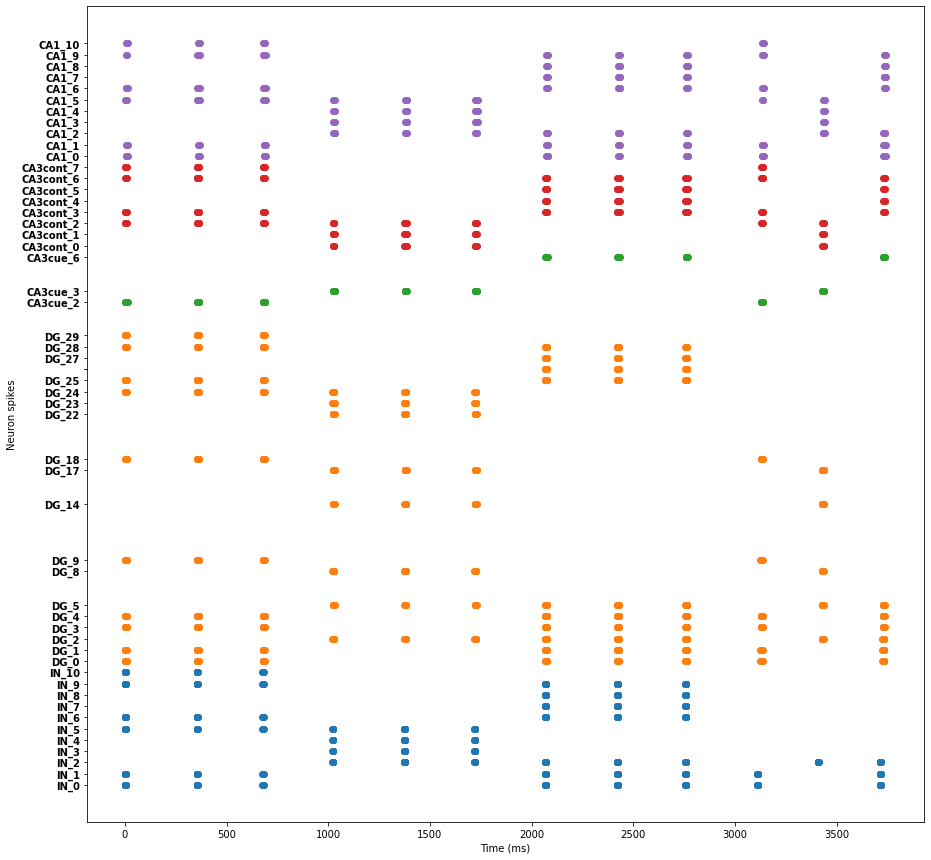 CA1_10
CA1_9
CA1_8
CA1_7
CA1_6
CA1_5
CA1_4
CA1_3
CA1_2
CA1_1
CA1_0
CA3cont_7
CA3cont_6
CA3cont_5
CA3cont_4
CA3cont_3
CA3cont_2
CA3cont_1
CA3cont_0
CA3cue_6
CA3cue_3
CA3cue_2
DG_29
DG_28
DG_27
DG_25
DG_24
DG_23
DG_22
DG_18
DG_17
DG_14
DG_9
DG_8
DG_5
DG_4
DG_3
DG_2
DG_1
DG_0
IN_10
IN_9
IN_8
IN_7
IN_6
IN_5
IN_4
IN_3
IN_2
IN_1
IN_0
Neuron spikes
0 500 1000 1500 2000 2500 3000 3500
Time (ms)